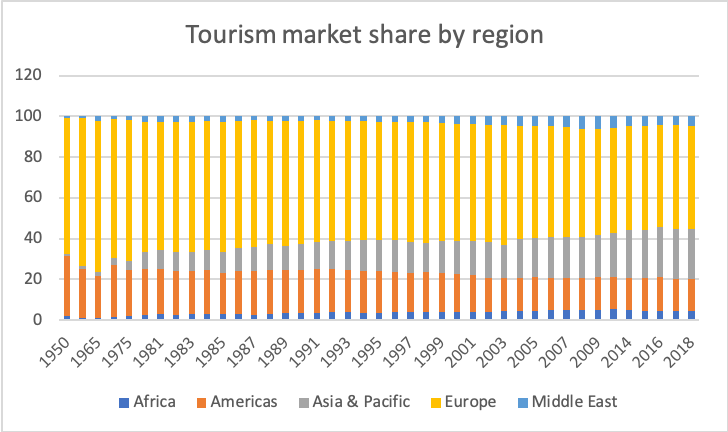 Tourism market share by region
120
100
80
60
40
20
0
1950 1965 1975 1981 1983 1985 1987 1989 1991 1993 1995 1997 1999 2001 2003 2005 2007 2009 2014 2016 2018
Africa Americas Asia & Pacific Europe Middle East